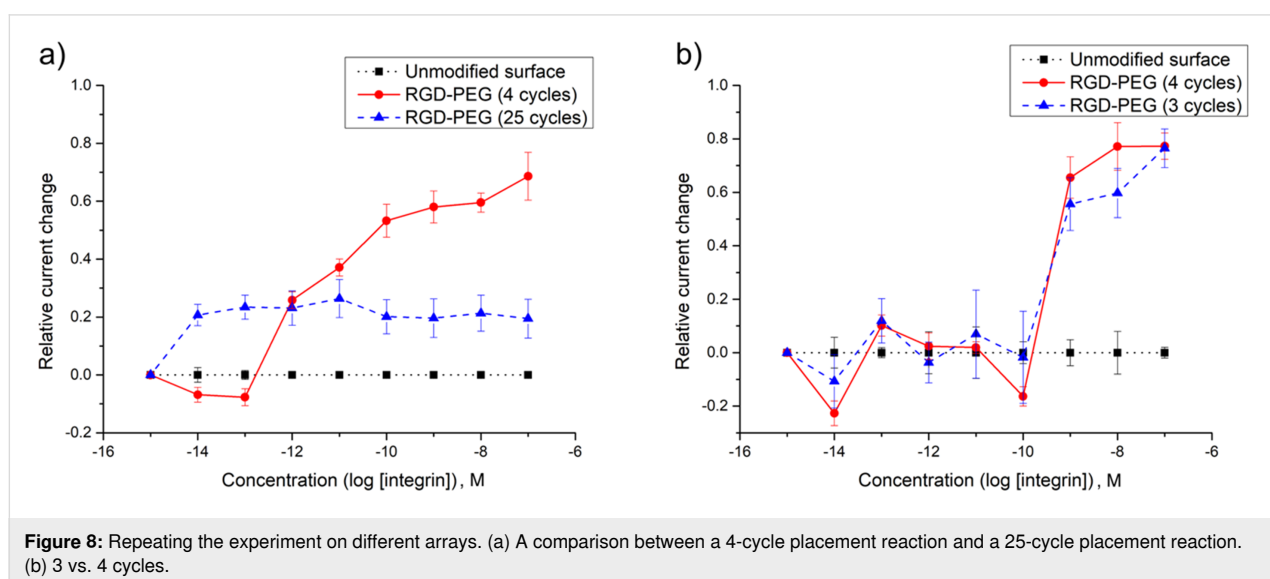 a)
Unmodified surface
RGD-PEG (4 cycles)
RGD-PEG (25 cycles)
1.0
0.8
0.6
0.4
0.2
0.0
-0.2
Relative current change
-16
-14
-12
-10
-8
-6
Concentration (log [integrin]), M
b)
Unmodified surface
RGD-PEG (4 cycles)
RGD-PEG (3 cycles)
1.0
0.8
0.6
0.4
0.2
0.0
-0.2
Relative current change
-16
-14
-12
-10
-8
-6
Concentration (log [integrin]), M
Figure 8: Repeating the experiment on different arrays. (a) A comparison between a 4-cycle placement reaction and a 25-cycle placement reaction.
(b) 3 vs. 4 cycles.